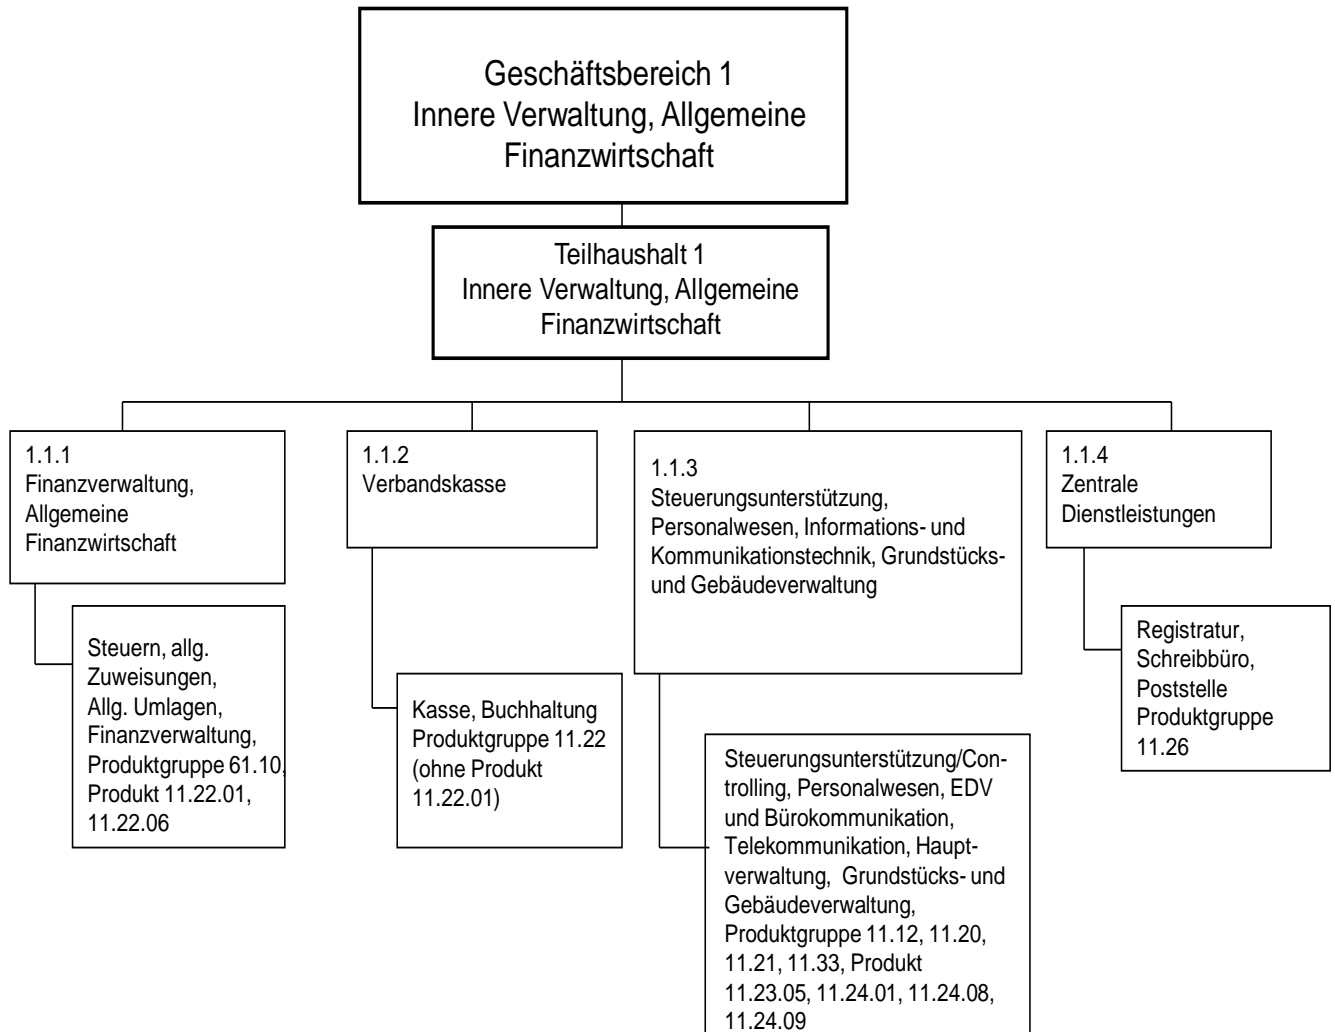 Geschäftsbereich 1
Innere Verwaltung, Allgemeine
Finanzwirtschaft
Teilhaushalt 1
Innere Verwaltung, Allgemeine
Finanzwirtschaft
1.1.1
Finanzverwaltung,
Allgemeine
Finanzwirtschaft
Steuern, allg.
Zuweisungen,
Allg. Umlagen,
Finanzverwaltung,
Produktgruppe 61.10,
Produkt 11.22.01,
11.22.06
1.1.2
Verbandskasse
Kasse, Buchhaltung
Produktgruppe 11.22
(ohne Produkt
11.22.01)
1.1.3
Steuerungsunterstützung,
Personalwesen, Informations- und
Kommunikationstechnik, Grundstücks-
und Gebäudeverwaltung
Steuerungsunterstützung/Con-
trolling, Personalwesen, EDV
und Bürokommunikation,
Telekommunikation, Haupt-
verwaltung, Grundstücks- und
Gebäudeverwaltung,
Produktgruppe 11.12, 11.20,
11.21, 11.33, Produkt
11.23.05, 11.24.01, 11.24.08,
11.24.09
1.1.4
Zentrale
Dienstleistungen
Registratur,
Schreibbüro,
Poststelle
Produktgruppe
11.26